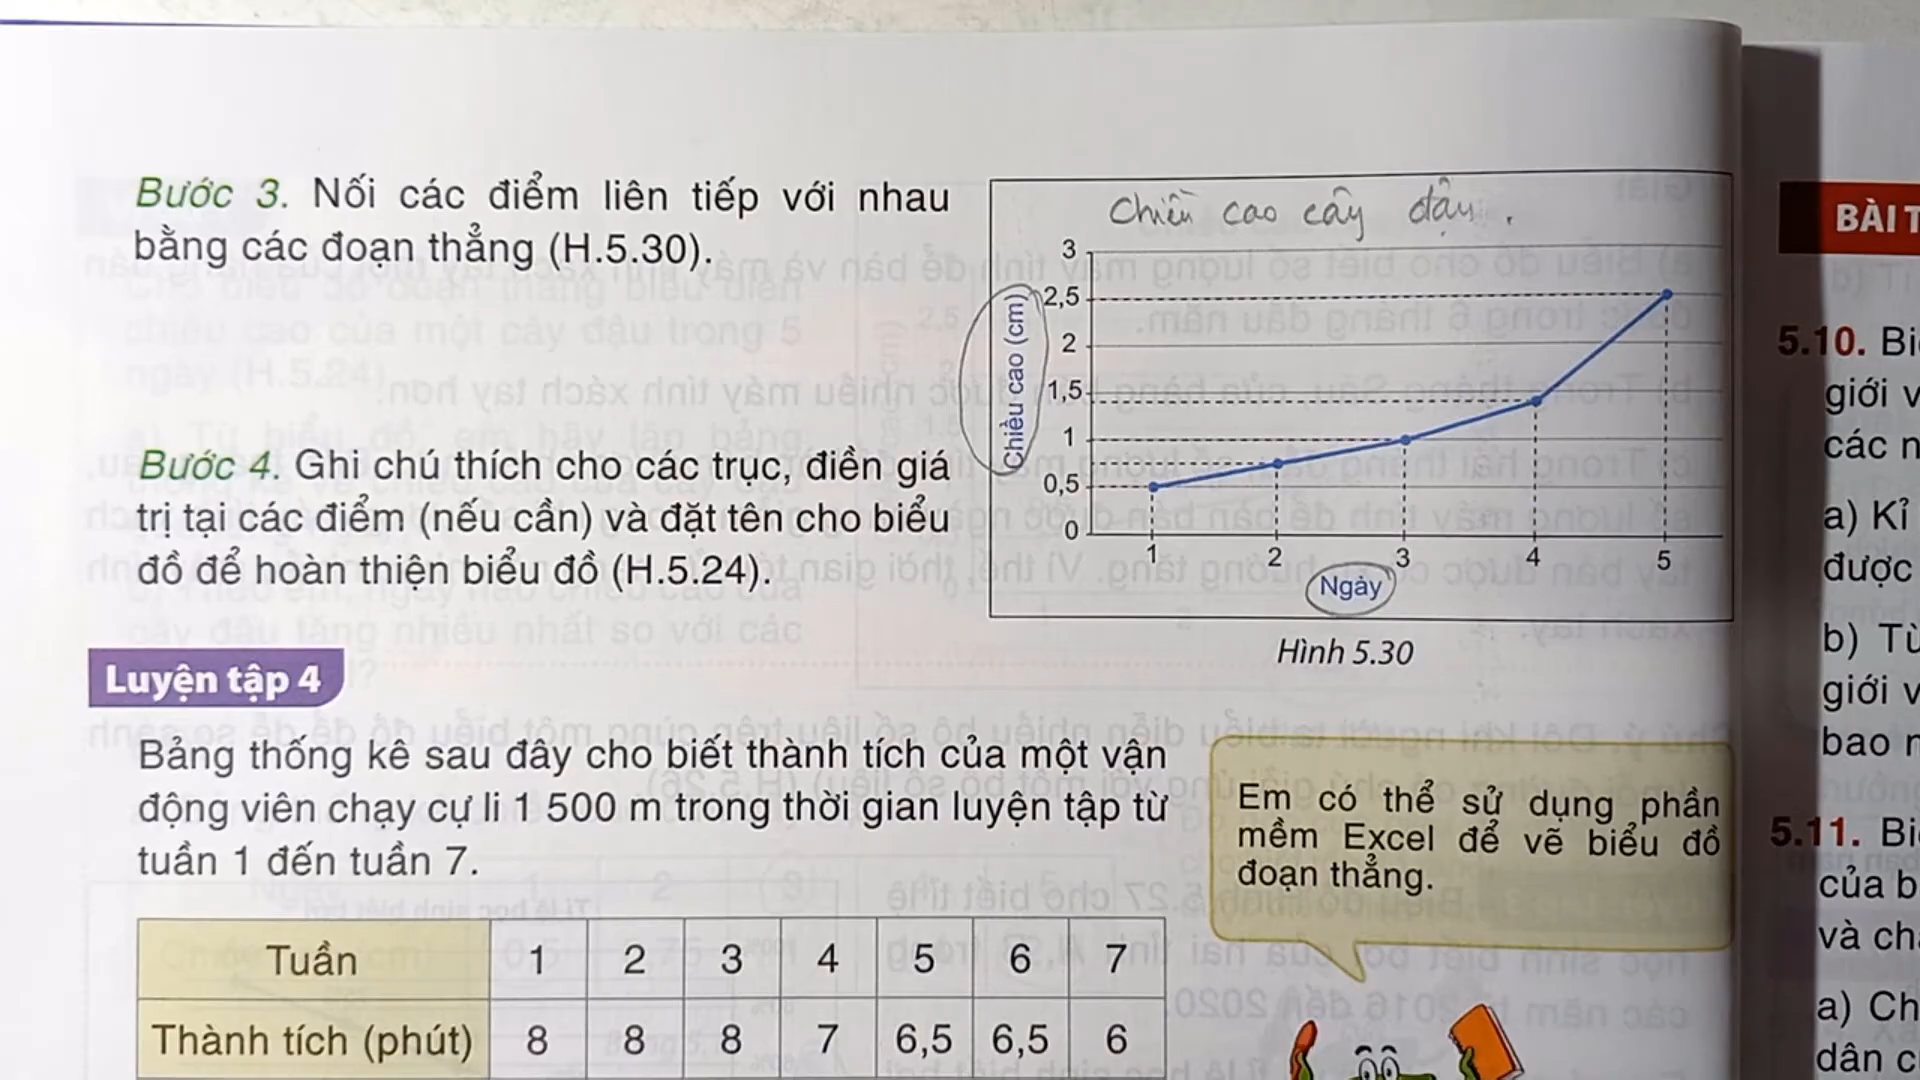 Bước 3. Nối các điểm liên tiếp với nhau
bằng các đoạn thẳng (H.5.30).
Bước 4. Ghi chú thích cho các trục, điền giá
trị tại các điểm (nếu cần) và đặt tên cho biểu
đồ để hoàn thiện biểu đồ (H.5.24).
Chiều cao cây đậu.
Chiều cao (cm)
3
2,5
2
1,5
1
0,5
0
1 2 3 4 5
Ngày
Hình 5.30
Luyện tập 4
Bảng thống kê sau đây cho biết thành tích của một vận
động viên chạy cự li 1 500 m trong thời gian luyện tập từ
tuần 1 đến tuần 7.
Tuần 1 2 3 4 5 6 7
Thành tích (phút) 8 8 8 7 6,5 6,5 6
Em có thể sử dụng phần
mềm Excel để vẽ biểu đồ
đoạn thẳng.
BÀI T
5.10. Bi
giới v
các n
a) Kỉ
được
b) Từ
giới v
bao n
5.11. Bi
của b
và ch
a) Ch
dân c